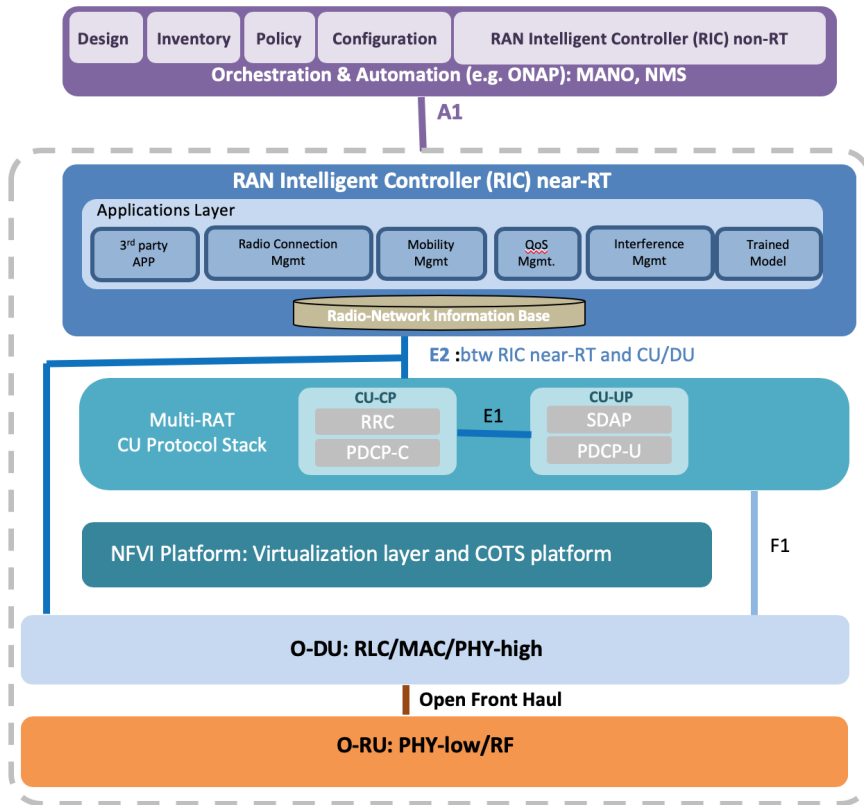 Design
Inventory
Policy
Configuration
RAN Intelligent Controller (RIC) non-RT
Orchestration & Automation (e.g. ONAP): MANO, NMS
A1
RAN Intelligent Controller (RIC) near-RT
Applications Layer
3rd party
APP
Radio Connection
Mgmt
Mobility
Mgmt
QoS
Mgmt.
Interference
Mgmt
Trained
Model
Radio-Network Information Base
E2 :btw RIC near-RT and CU/DU
Multi-RAT
CU Protocol Stack
CU-CP
RRC
PDCP-C
E1
CU-UP
SDAP
PDCP-U
NFVI Platform: Virtualization layer and COTS platform
F1
O-DU: RLC/MAC/PHY-high
Open Front Haul
O-RU: PHY-low/RF